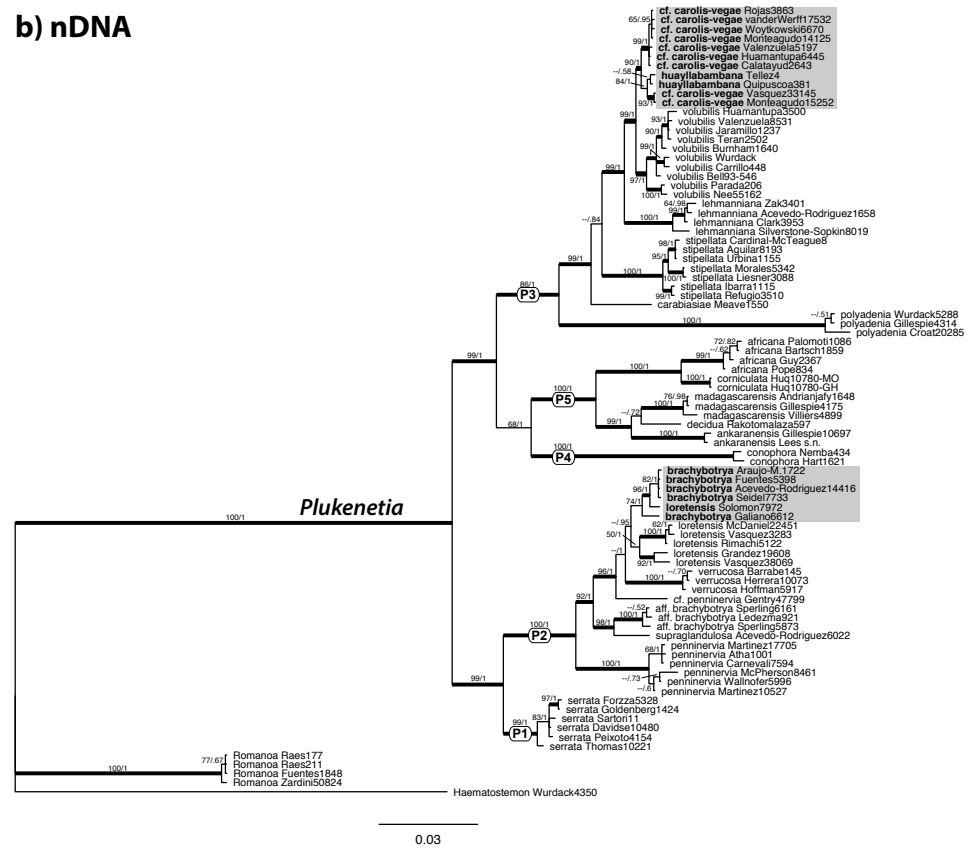 b) nDNA
cf. carolis-vegae Rojas3863
65/.95
cf. carolis-vegae vanderWerff17532
cf. carolis-vegae Woytkowski6670
cf. carolis-vegae Monteagudo14125
99/1
cf. carolis-vegae Valenzuela5197
cf. carolis-vegae Huamantupa6445
90/1
cf. carolis-vegae Calatayud2643
--/.58
huayllabambana Tellez4
84/1
huayllabambana Quipuscoa381
cf. carolis-vegae Vasquez33145
93/1
cf. carolis-vegae Monteagudo15252
volubilis Huamantupa3500
99/1
93/1
volubilis Valenzuela8531
90/1
volubilis Jaramillo1237
volubilis Teran2502
99/1
volubilis Burnham1640
volubilis Wurdack
volubilis Carrillo448
99/1
97/1
volubilis Bell93-546
volubilis Parada206
100/1
volubilis Nee55162
64/.98
lehmanniana Zak3401
99/1
lehmanniana Acevedo-Rodriguez1658
--/.84
100/1
lehmanniana Clark3953
lehmanniana Silverstone-Sopkin8019
98/1
stipellata Cardinal-McTeague8
stipellata Aguilar8193
95/1
stipellata Urbina1155
99/1
100/1
stipellata Morales5342
100/1
stipellata Liesner3088
stipellata Ibarra1115
86/1
P3
99/1
stipellata Refugio3510
carabiasiae Meave1550
--/.51
polyadenia Wurdack5288
100/1
polyadenia Gillespie4314
polyadenia Croat20285
72/.82
africana Palomoti1086
--/.62
africana Bartsch1859
99/1
99/1
africana Guy2367
100/1
africana Pope834
100/1
corniculata Huq10780-MO
100/1
corniculata Huq10780-GH
P5
76/.98
madagascarensis Andrianjafy1648
100/1
madagascarensis Gillespie4175
--/.72
madagascarensis Villiers4899
68/1
99/1
decidua Rakotomalaza597
100/1
ankaranensis Gillespie10697
ankaranensis Lees s.n.
100/1
P4
conophora Nemba434
conophora Hart1621
brachybotrya Araujo-M.1722
82/1
brachybotrya Fuentes5398
96/1
brachybotrya Acevedo-Rodriguez14416
brachybotrya Seidel7733
74/1
loretensis Solomon7972
Plukenetia
brachybotrya Galiano6612
100/1
--/.95
62/1
loretensis McDaniel22451
50/1
100/1
loretensis Vasquez3283
loretensis Rimachi5122
--/1
loretensis Grandez19608
92/1
loretensis Vasquez38069
96/1
--/.70
verrucosa Barrabe145
100/1
verrucosa Herrera10073
verrucosa Hoffman5917
92/1
cf. penninervia Gentry47799
--/.52
aff. brachybotrya Sperling6161
100/1
aff. brachybotrya Ledezma921
98/1
aff. brachybotrya Sperling5873
100/1
P2
supraglandulosa Acevedo-Rodriguez6022
penninervia Martinez17705
68/1
penninervia Atha1001
100/1
penninervia Carnevali7594
--/.73
penninervia McPherson8461
99/1
penninervia Wallnofer5996
--/.6
penninervia Martinez10527
97/1
serrata Forzza5328
serrata Goldenberg1424
99/1
83/1
serrata Sartori11
P1
serrata Davidse10480
serrata Peixoto4154
serrata Thomas10221
77/.67
Romanoa Raes177
Romanoa Raes211
100/1
Romanoa Fuentes1848
Romanoa Zardini50824
Haematostemon Wurdack4350
0.03